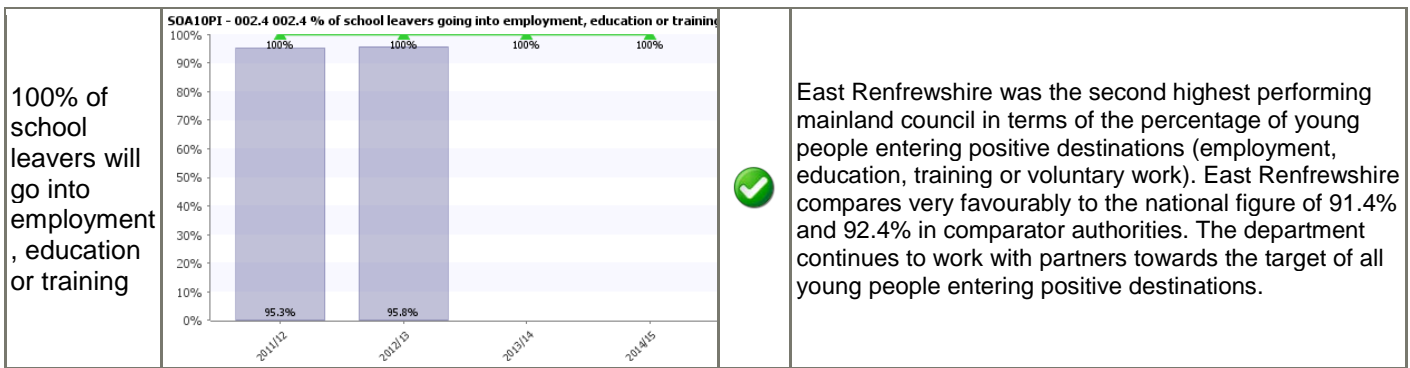 100% of
school
leavers will
go into
employment
, education
or training
SOA10PI - 002.4 002.4 % of school leavers going into employment, education or training
100%
90%
80%
70%
60%
50%
40%
30%
20%
10%
0%
100% 100% 100% 100%
95.3% 95.8%
2011/12 2012/13 2013/14 2014/15
East Renfrewshire was the second highest performing
mainland council in terms of the percentage of young
people entering positive destinations (employment,
education, training or voluntary work). East Renfrewshire
compares very favourably to the national figure of 91.4%
and 92.4% in comparator authorities. The department
continues to work with partners towards the target of all
young people entering positive destinations.